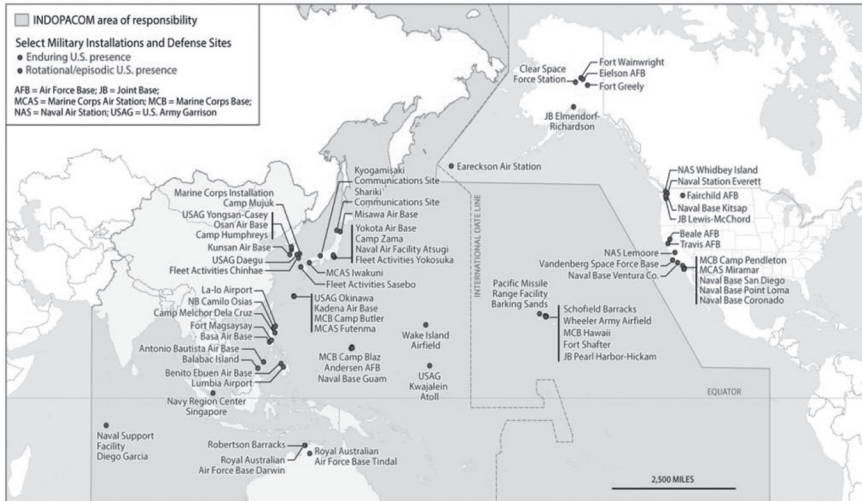 INDOPACOM area of responsibility
Select Military Installations and Defense Sites
Enduring U.S. presence
Rotational/episodic U.S. presence
AFB = Air Force Base; JB = Joint Base;
MCAS = Marine Corps Air Station; MCB = Marine Corps Base;
NAS = Naval Air Station; USAG = U.S. Army Garrison
Clear Space
Force Station
Fort Wainwright
Eielson AFB
Fort Greely
JB Elmendorf-
Richardson
Eareckson Air Station
Kyogamisaki
Communications Site
Shariki
Communications Site
Misawa Air Base
Yokota Air Base
Camp Zama
Naval Air Facility Atsugi
Fleet Activities Yokosuka
Marine Corps Installation
Camp Mujuk
USAG Yongsan-Casey
Osan Air Base
Camp Humphreys
Kunsan Air Base
USAG Daegu
Fleet Activities Chinhae
MCAS Iwakuni
Fleet Activities Sasebo
USAG Okinawa
Kadena Air Base
MCB Camp Butler
MCAS Futenma
La-lo Airport
NB Camilo Osias
Camp Melchor Dela Cruz
Fort Magsaysay
Basa Air Base
Antonio Bautista Air Base
Balabac Island
Benito Ebuen Air Base
Lumbia Airport
Navy Region Center
Singapore
MCB Camp Blaz
Andersen AFB
Naval Base Guam
Wake Island
Airfield
USAG
Kwajalein
Atoll
INTERNATIONAL DATE LINE
Pacific Missile
Range Facility
Barking Sands
Schofield Barracks
Wheeler Army Airfield
MCB Hawaii
Fort Shafter
JB Pearl Harbor-Hickam
NAS Whidbey Island
Naval Station Everett
Fairchild AFB
Naval Base Kitsap
JB Lewis-McChord
Beale AFB
Travis AFB
NAS Lemoore
Vandenberg Space Force Base
Naval Base Ventura Co.
MCB Camp Pendleton
MCAS Miramar
Naval Base San Diego
Naval Base Point Loma
Naval Base Coronado
EQUATOR
Naval Support
Facility
Diego Garcia
Robertson Barracks
Royal Australian
Air Force Base Darwin
Royal Australian
Air Force Base Tindal
2,500 MILES